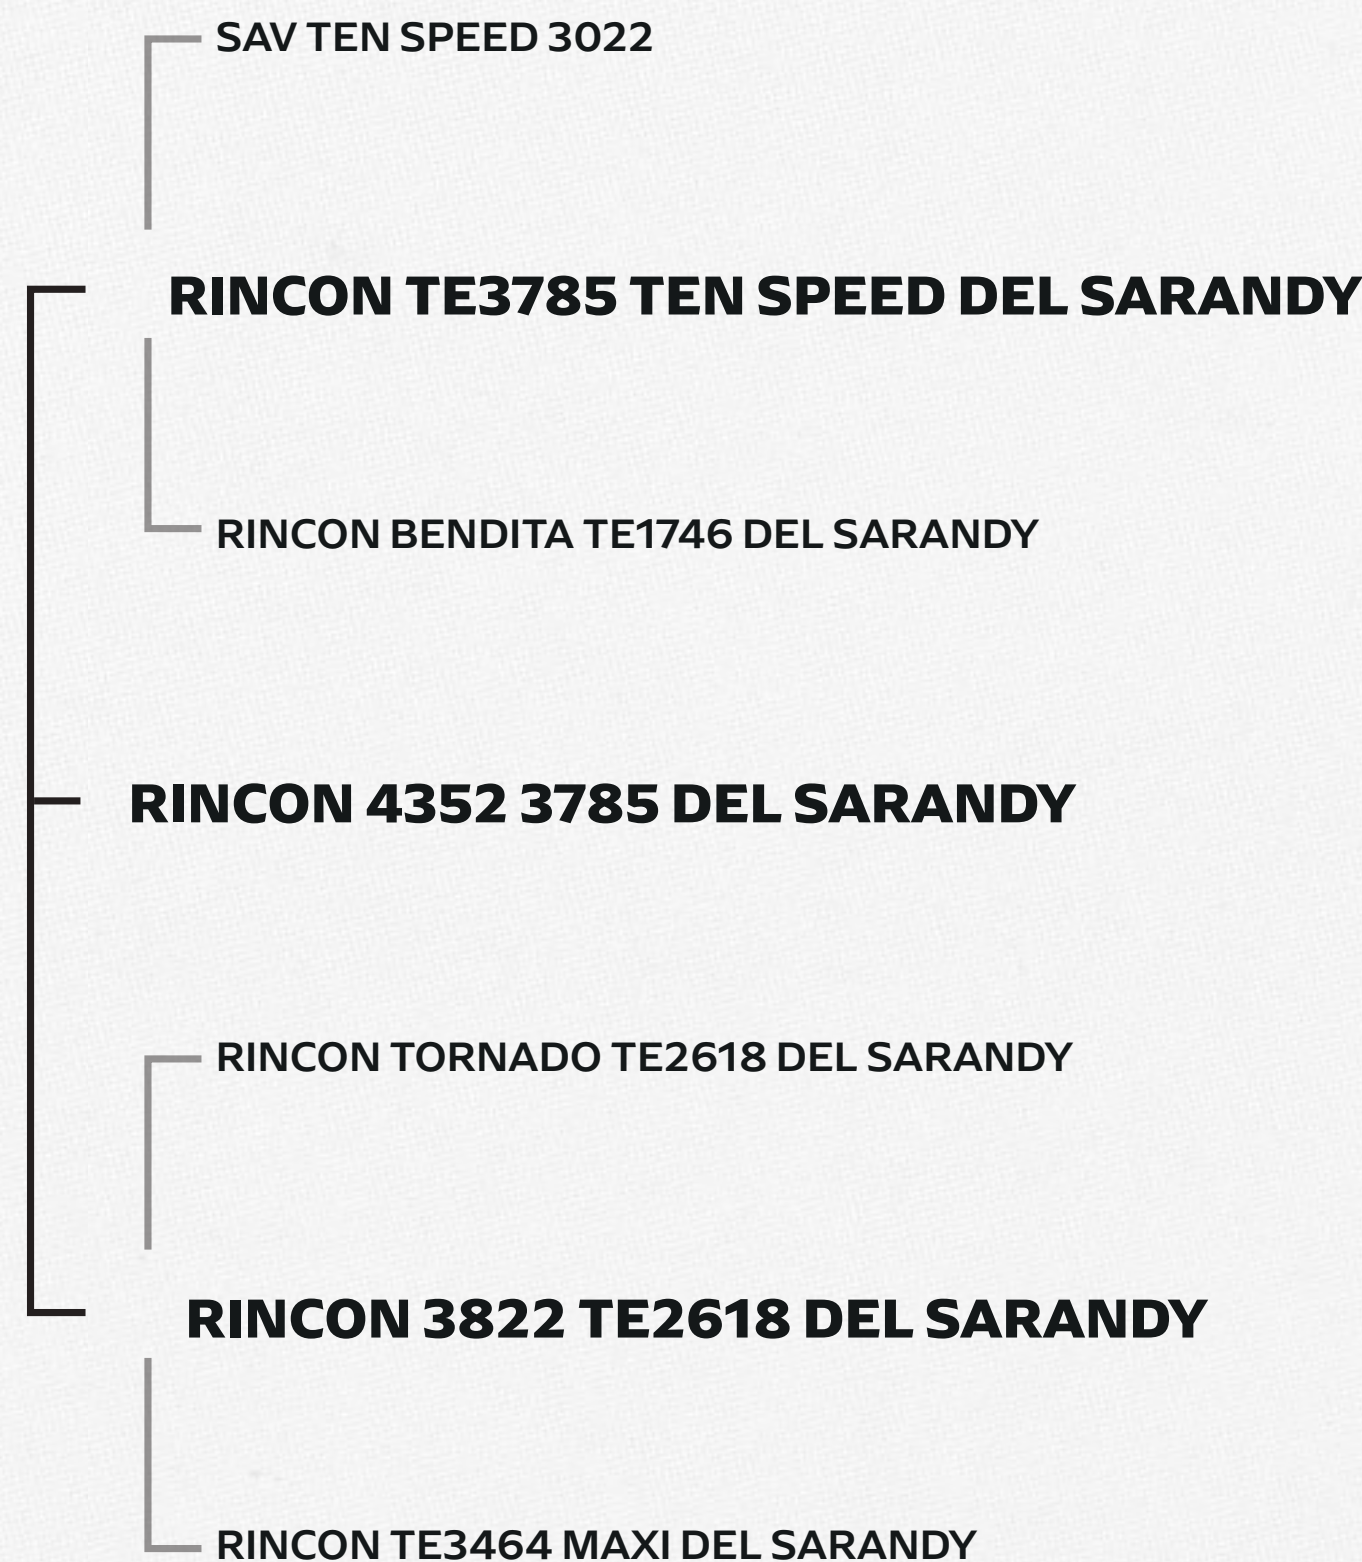 SAV TEN SPEED 3022
RINCON TE3785 TEN SPEED DEL SARANDY
RINCON BENDITA TE1746 DEL SARANDY
RINCON 4352 3785 DEL SARANDY
RINCON TORNADO TE2618 DEL SARANDY
RINCON 3822 TE2618 DEL SARANDY
RINCON TE3464 MAXI DEL SARANDY